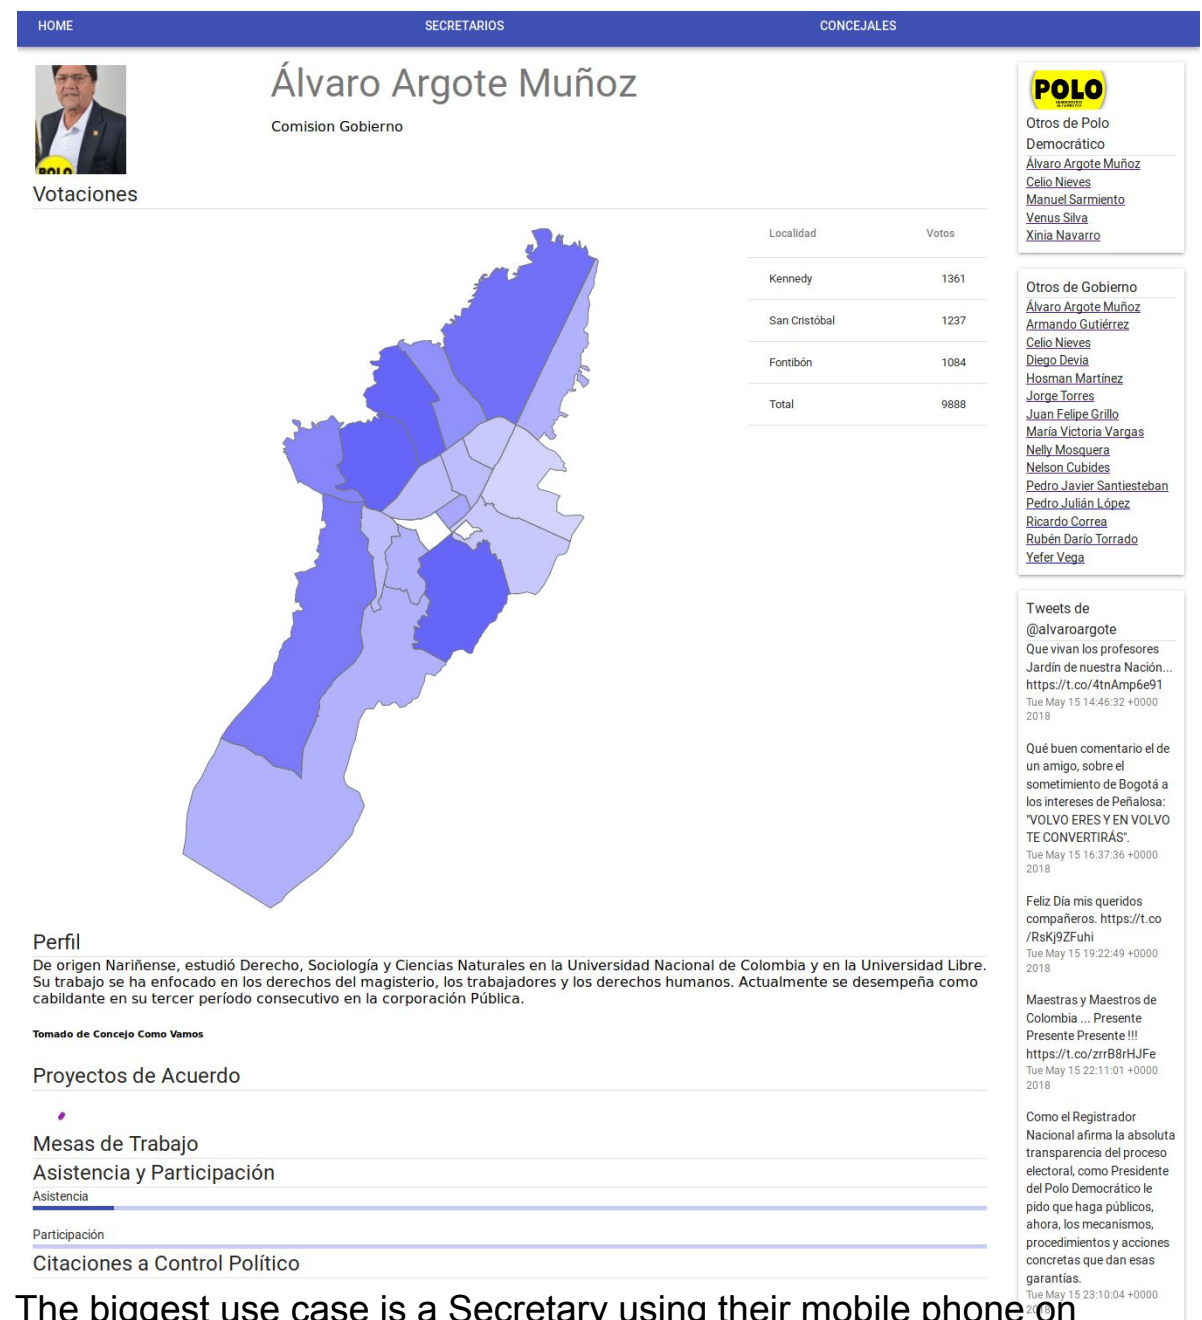 HOME SECRETARIOS CONCEJALES
Álvaro Argote Muñoz
Comision Gobierno
POLO
Votaciones
Localidad Votos
Kennedy 1361
San Cristóbal 1237
Fontibón 1084
Total 9888
Perfil
De origen Nariñense, estudió Derecho, Sociología y Ciencias Naturales en la Universidad Nacional de Colombia y en la Universidad Libre.
Su trabajo se ha enfocado en los derechos del magisterio, los trabajadores y los derechos humanos. Actualmente se desempeña como
cabildante en su tercer período consecutivo en la corporación Pública.
Tomado de Concejo Como Vamos
Proyectos de Acuerdo
Mesas de Trabajo
Asistencia y Participación
Asistencia
Participación
Citaciones a Control Político
POLO
Otros de Polo
Democrático
Álvaro Argote Muñoz
Celio Nieves
Manuel Sarmiento
Venus Silva
Xinia Navarro
Otros de Gobierno
Álvaro Argote Muñoz
Armando Gutiérrez
Celio Nieves
Diego Devia
Hosman Martínez
Jorge Torres
Juan Felipe Grillo
María Victoria Vargas
Nelly Mosquera
Nelson Cubides
Pedro Javier Santiesteban
Pedro Julián López
Ricardo Correa
Rubén Darío Torrado
Yefer Vega
Tweets de
@alvaroargote
Que vivan los profesores
Jardín de nuestra Nación...
https://t.co/4tnAmp6e91
Tue May 15 14:46:32 +0000
2018
Qué buen comentario el de
un amigo, sobre el
sometimiento de Bogotá a
los intereses de Peñalosa:
"VOLVO ERES Y EN VOLVO
TE CONVERTIRÁS".
Tue May 15 16:37:36 +0000
2018
Feliz Día mis queridos
compañeros. https://t.co
/RsKj9ZFuhi
Tue May 15 19:22:49 +0000
2018
Maestras y Maestros de
Colombia ... Presente
Presente Presente !!!
https://t.co/zrrB8rHJFe
Tue May 15 22:11:01 +0000
2018
Como el Registrador
Nacional afirma la absoluta
transparencia del proceso
electoral, como Presidente
del Polo Democrático le
pido que haga públicos,
ahora, los mecanismos,
procedimientos y acciones
concretas que dan esas
garantías.
Tue May 15 23:10:04 +0000
2018
The biggest use case is a Secretary using their mobile phone on